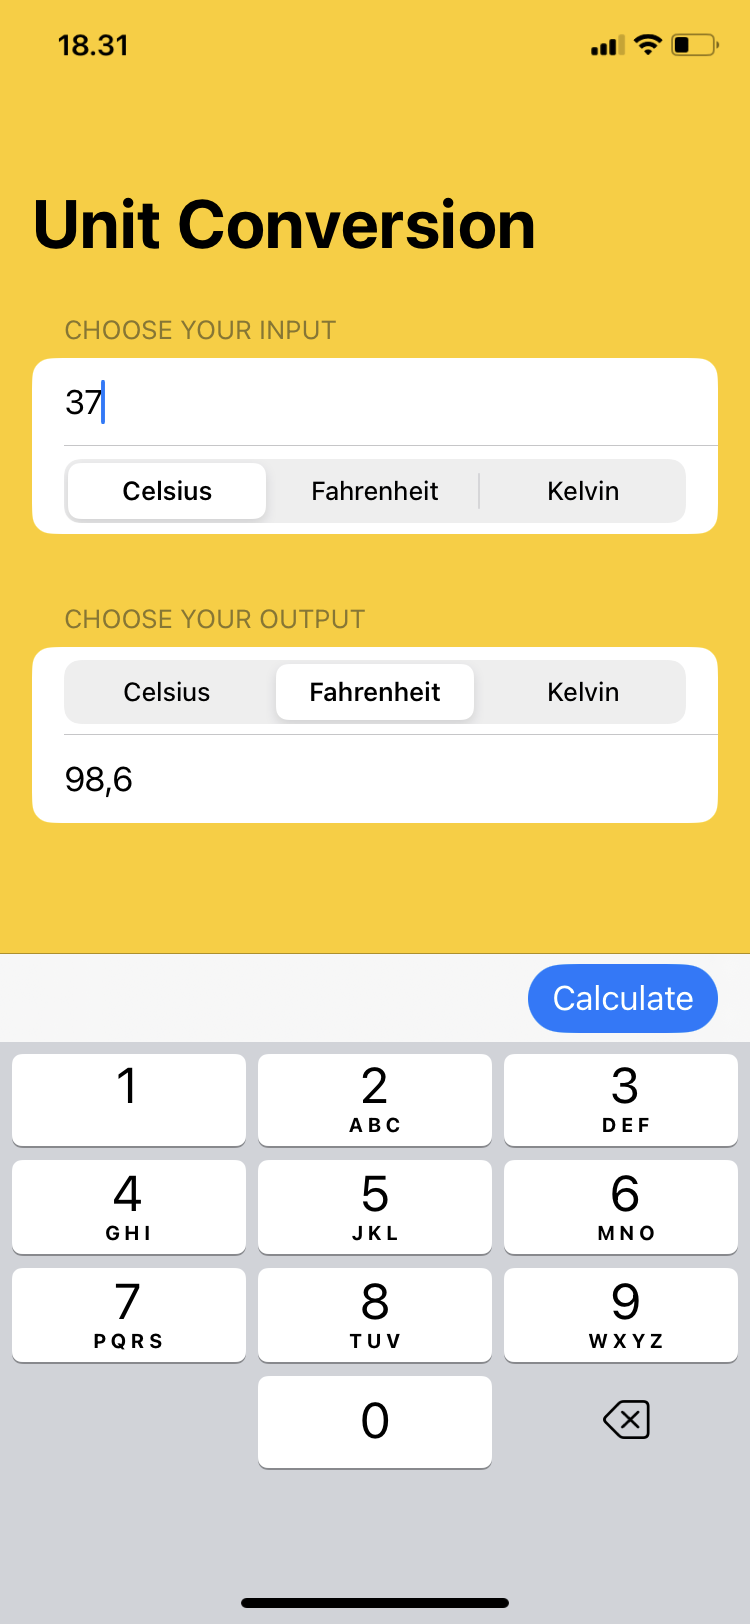 18.31
Unit Conversion
CHOOSE YOUR INPUT
37
Celsius Fahrenheit Kelvin
CHOOSE YOUR OUTPUT
Celsius Fahrenheit Kelvin
98,6
Calculate
1 2 3
ABC DEF
4 5 6
GHI JKL MNO
7 8 9
PQRS TUV WXYZ
0